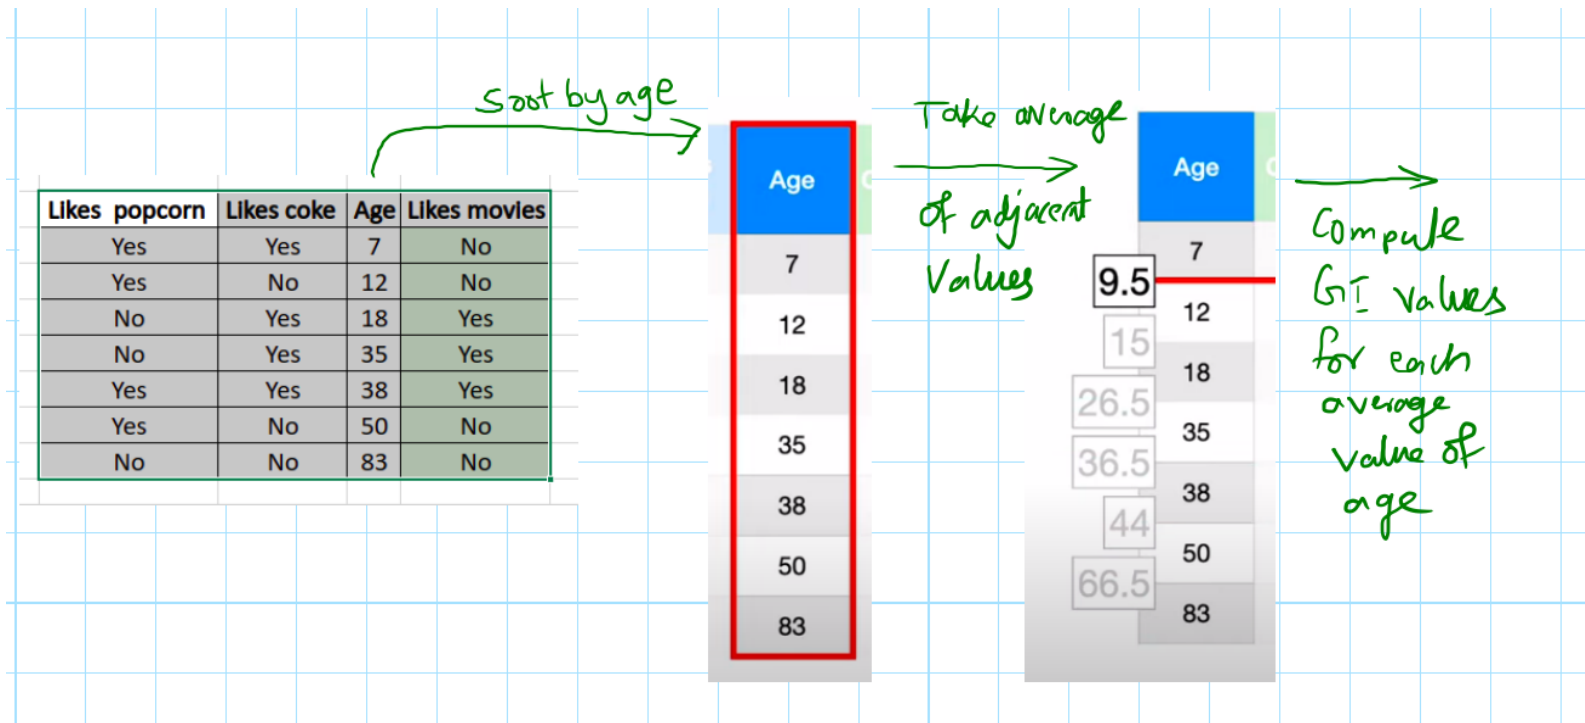 Soot by age
Likes popcorn Likes coke Age Likes movies
Yes Yes 7 No
Yes No 12 No
No Yes 18 Yes
No Yes 35 Yes
Yes Yes 38 Yes
Yes No 50 No
No No 83 No
Age
7
12
18
35
38
50
83
Take average
of adjacent
Values
Age
7
9.5
12
15
18
26.5
35
36.5
38
44
50
66.5
83
Compute
GI values
for each
average
value of
age